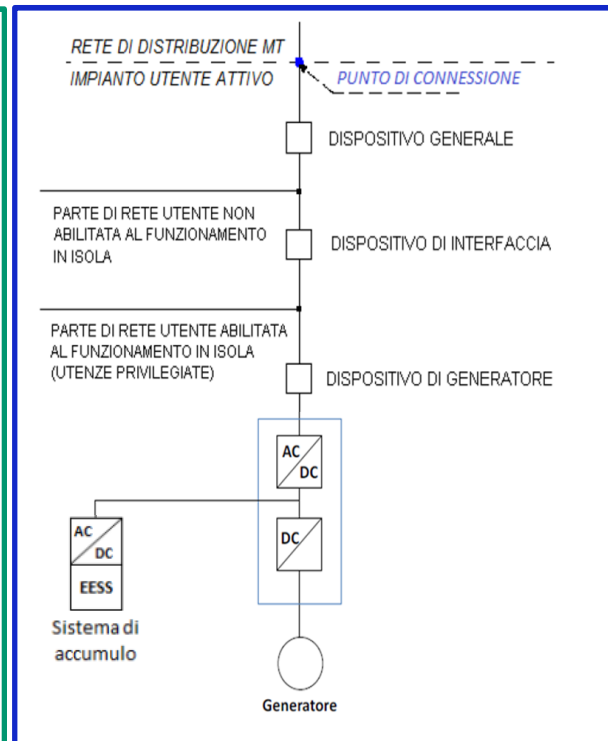 RETE DI DISTRIBUZIONE MT
IMPIANTO UTENTE ATTIVO
PUNTO DI CONNESSIONE
DISPOSITIVO GENERALE
PARTE DI RETE UTENTE NON
ABILITATA AL FUNZIONAMENTO
IN ISOLA
DISPOSITIVO DI INTERFACCIA
PARTE DI RETE UTENTE ABILITATA
AL FUNZIONAMENTO IN ISOLA
(UTENZE PRIVILEGIATE)
DISPOSITIVO DI GENERATORE
AC
DC
AC
DC
EESS
DC
Sistema di
accumulo
Generatore